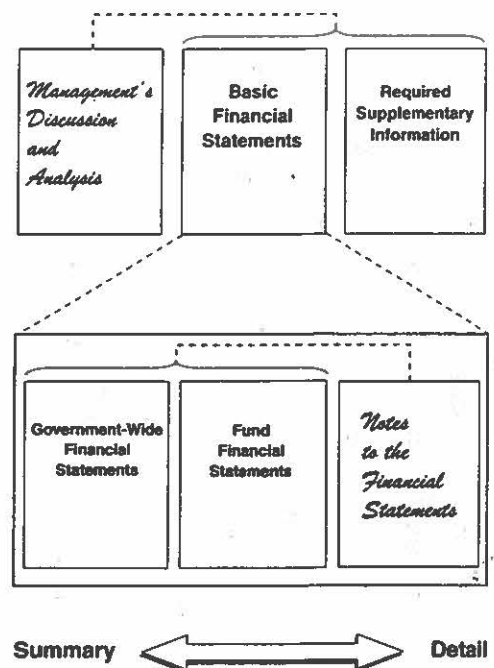 Management's
Discussion
and
Analysis
Basic
Financial
Statements
Required
Supplementary
Information
Government-Wide
Financial
Statements
Fund
Financial
Statements
Notes
to the
Financial
Statements
Summary
Detail